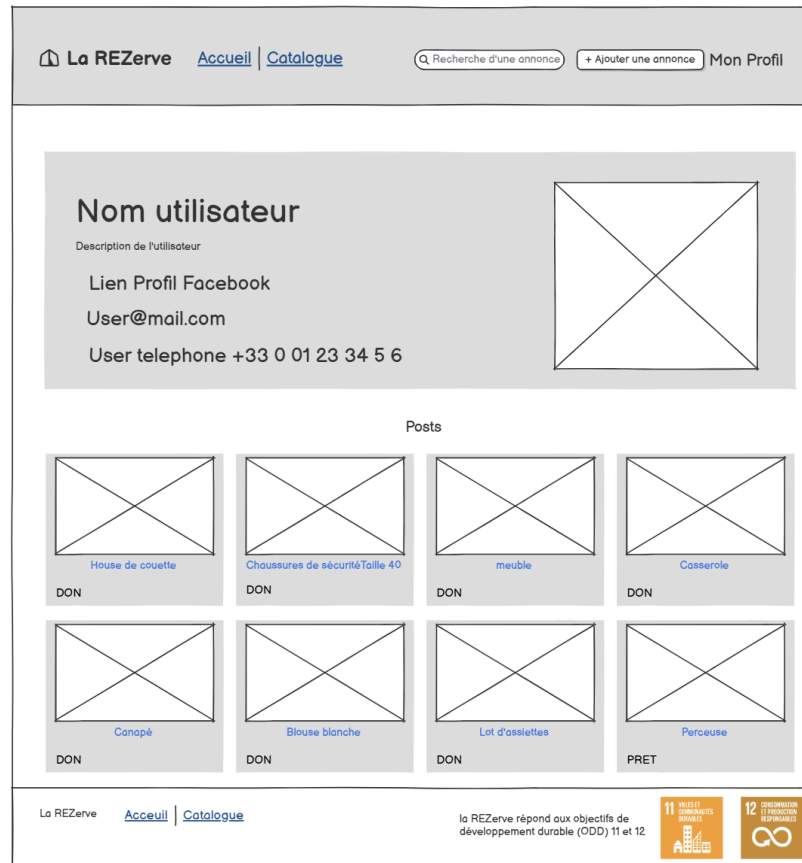 La REZerve
Accueil
Catalogue
Recherche d'une annonce
+ Ajouter une annonce
Mon Profil
Nom utilisateur
Description de l'utilisateur
Lien Profil Facebook
User@mail.com
User telephone +33 0 01 23 34 5 6
Posts
House de couette
DON
Chaussures de sécuritéTaille 40
DON
meuble
DON
Casserole
DON
Canapé
DON
Blouse blanche
DON
Lot d'assiettes
DON
Perceuse
PRET
La REZerve
Acceuil
Catalogue
la REZerve répond aux objectifs de
développement durable (ODD) 11 et 12
11 VILLES ET
COMMUNAUTÉS
DURABLES
12 CONSOMMATION
ET PRODUCTION
RESPONSABLES